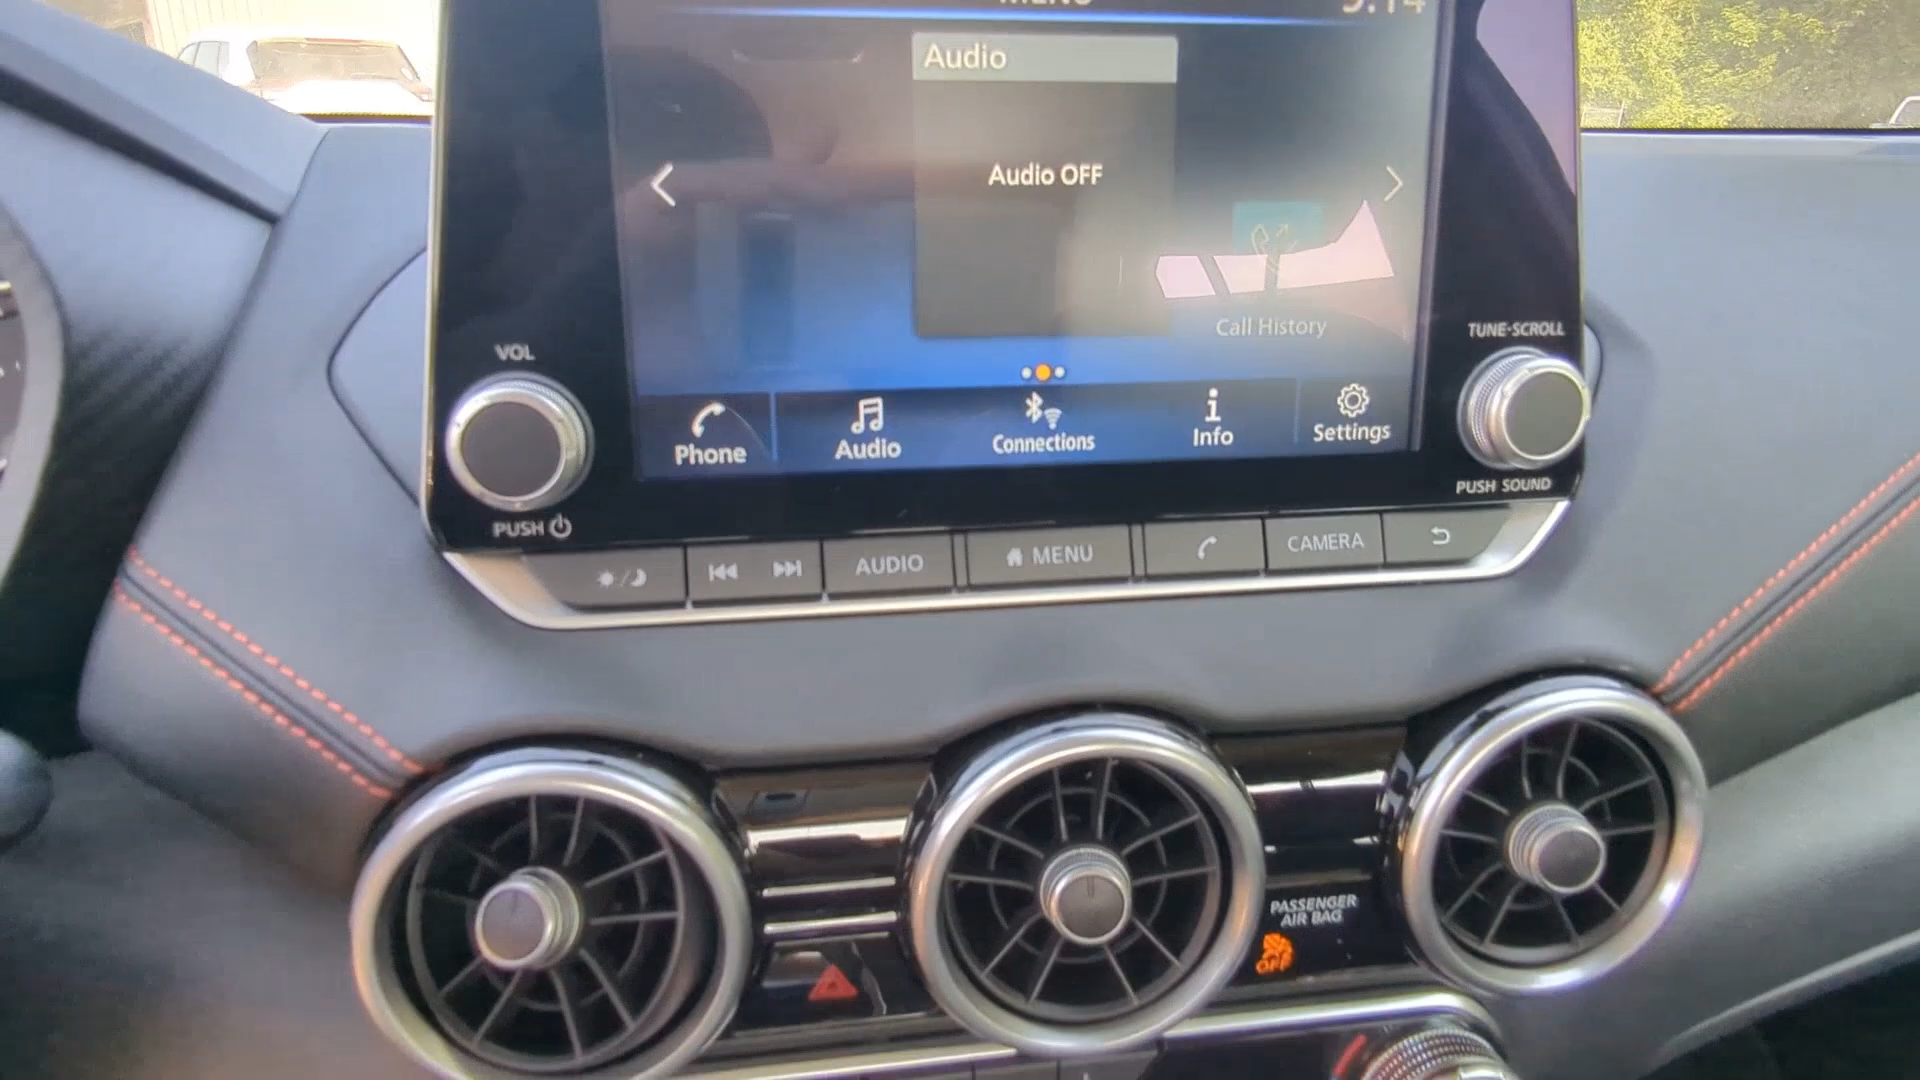 MENU
Audio
Audio OFF
Call History
Phone
Audio
Connections
Info
Settings
VOL
PUSH
TUNE·SCROLL
PUSH SOUND
AUDIO
MENU
CAMERA
PASSENGER
AIR BAG
OFF